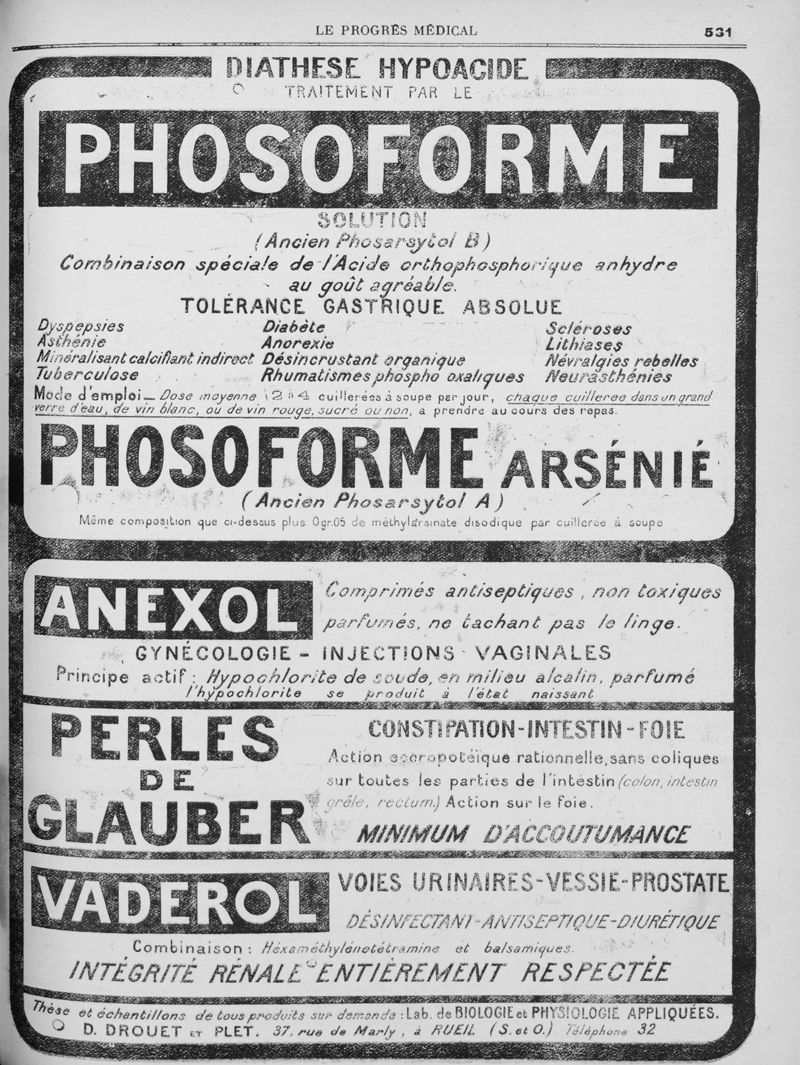 LE PROGRÈS MÉDICAL 531
DIATHESE HYPOACIDE
TRAITEMENT PAR LE
PHOSOFORME
SOLUTION
(Ancien Phosarsytol B)
Combinaison spéciale de l'Acide orthophosphorique anhydre
au goût agréable.
TOLÉRANCE GASTRIQUE ABSOLUE
Dyspepsies Diabète Scléroses
Asthénie Anorexie Lithiases
Minéralisant calcifiant indirect Désincrustant organique Névralgies rebelles
Tuberculose Rhumatismes phospho oxaliques Neurasthénies
Mode d'emploi — Dose moyenne 2 à 4 cuillerées à soupe par jour, chaque cuilleree dans un grand
verre d'eau, de vin blanc, ou de vin rouge, sucré ou non, a prendre au cours des repas.
PHOSOFORME ARSÉNIÉ
(Ancien Phosarsytol A)
Même composition que ci-dessus plus 0gr.05 de méthylarsinate disodique par cuillerée à soupe
ANEXOL Comprimés antiseptiques, non toxiques
parfumés, ne tachant pas le linge.
GYNÉCOLOGIE - INJECTIONS VAGINALES
Principe actif : Hypochlorite de soude, en milieu alcalin, parfumé
l'hypochlorite se produit à l'état naissant
PERLES
DE
GLAUBER
CONSTIPATION-INTESTIN-FOIE
Action eccropotéique rationnelle, sans coliques
sur toutes les parties de l'intestin (colon, intestin
grêle, rectum.) Action sur le foie.
MINIMUM D'ACCOUTUMANCE
VADEROL VOIES URINAIRES-VESSIE-PROSTATE
DÉSINFECTANT-ANTISEPTIQUE-DIURÉTIQUE
Combinaison : Héxaméthylénetétramine et balsamiques.
INTÉGRITÉ RÉNALE ENTIÈREMENT RESPECTÉE
Thèse et échantillons de tous produits sur demande : Lab. de BIOLOGIE et PHYSIOLOGIE APPLIQUÉES.
D. DROUET ET PLET. 37, rue de Marly, à RUEIL (S. et O.) Téléphone 32